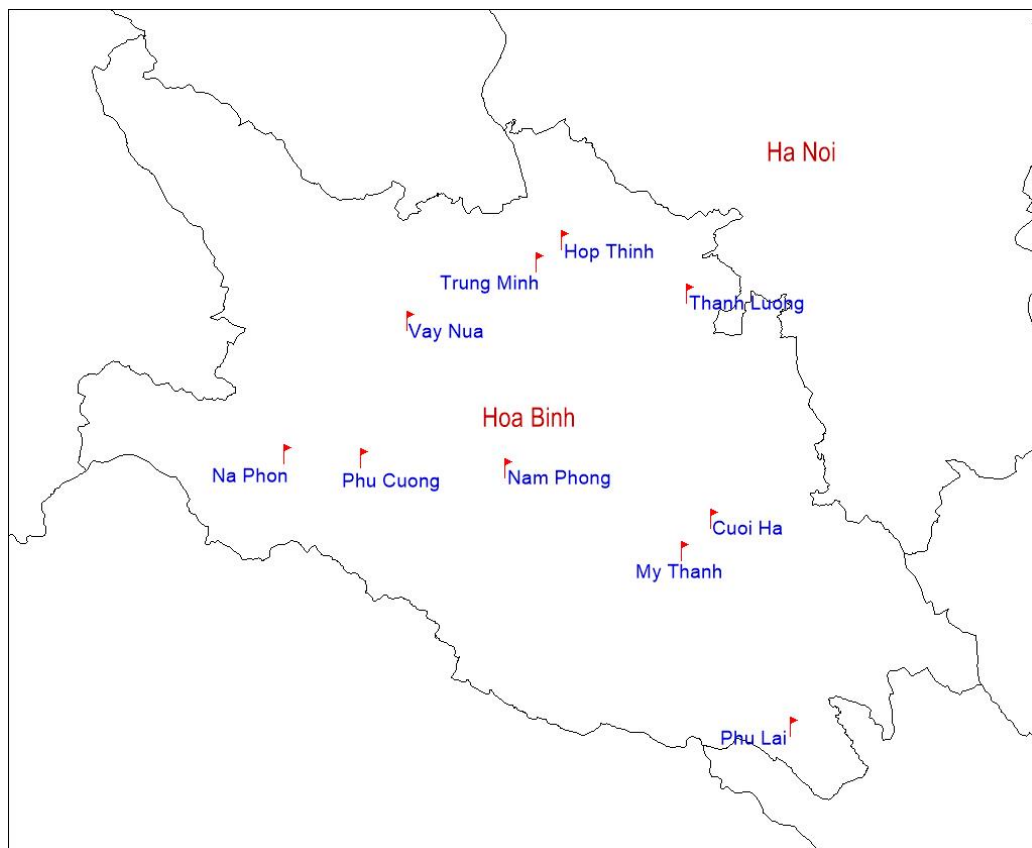 Ha Noi
Hop Thinh
Trung Minh
Thanh Luong
Vay Nua
Hoa Binh
Na Phon
Phu Cuong
Nam Phong
Cuoi Ha
My Thanh
Phu Lai